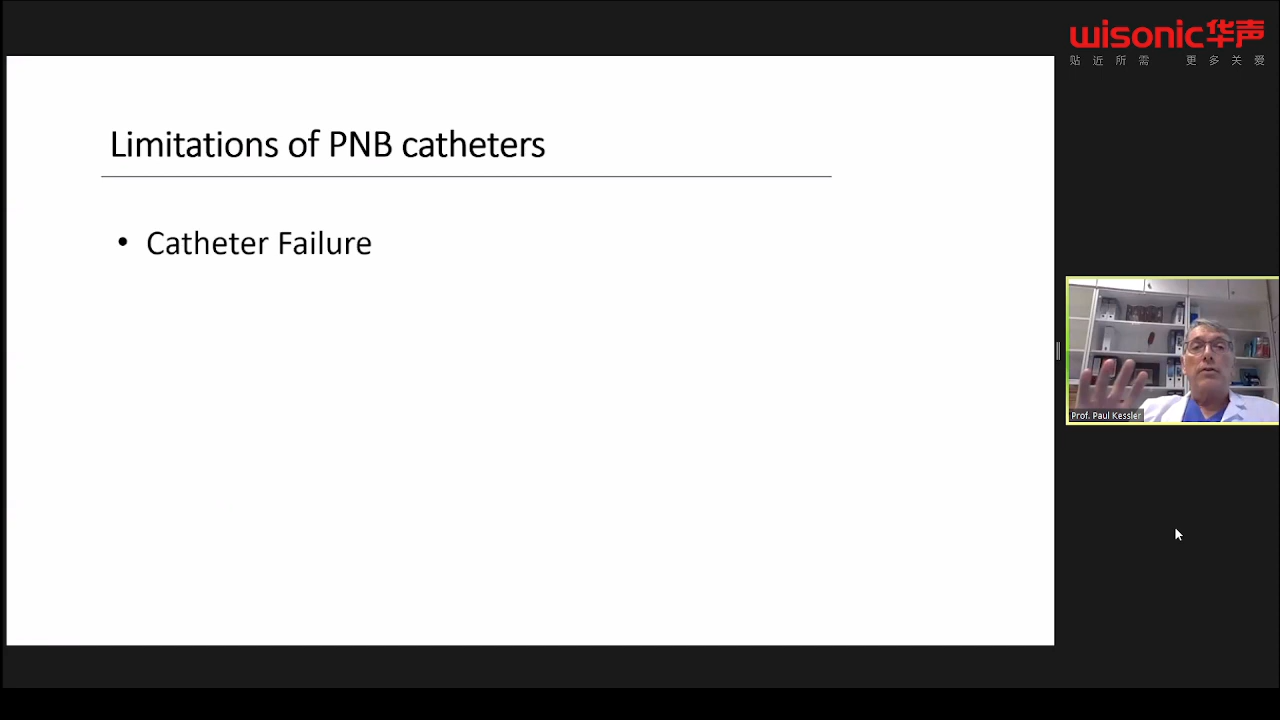 wisonic华声
贴近所需 更多关爱
Limitations of PNB catheters
• Catheter Failure
Prof. Paul Kessler